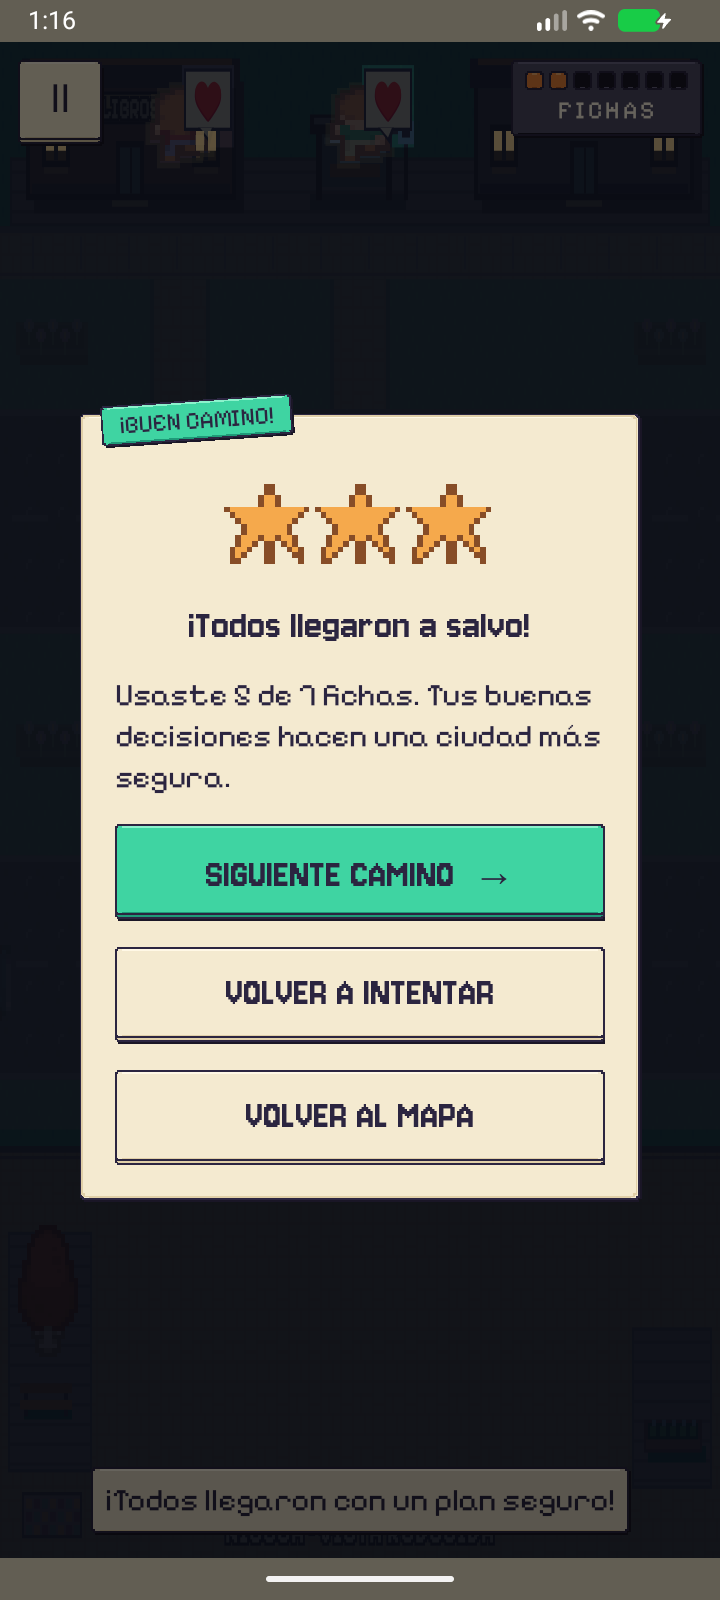 1:16
LIBROS
FICHAS
¡BUEN CAMINO!
¡Todos llegaron a salvo!
Usaste 8 de 7 fichas. Tus buenas
decisiones hacen una ciudad más
segura.
SIGUIENTE CAMINO →
VOLVER A INTENTAR
VOLVER AL MAPA
¡Todos llegaron con un plan seguro!